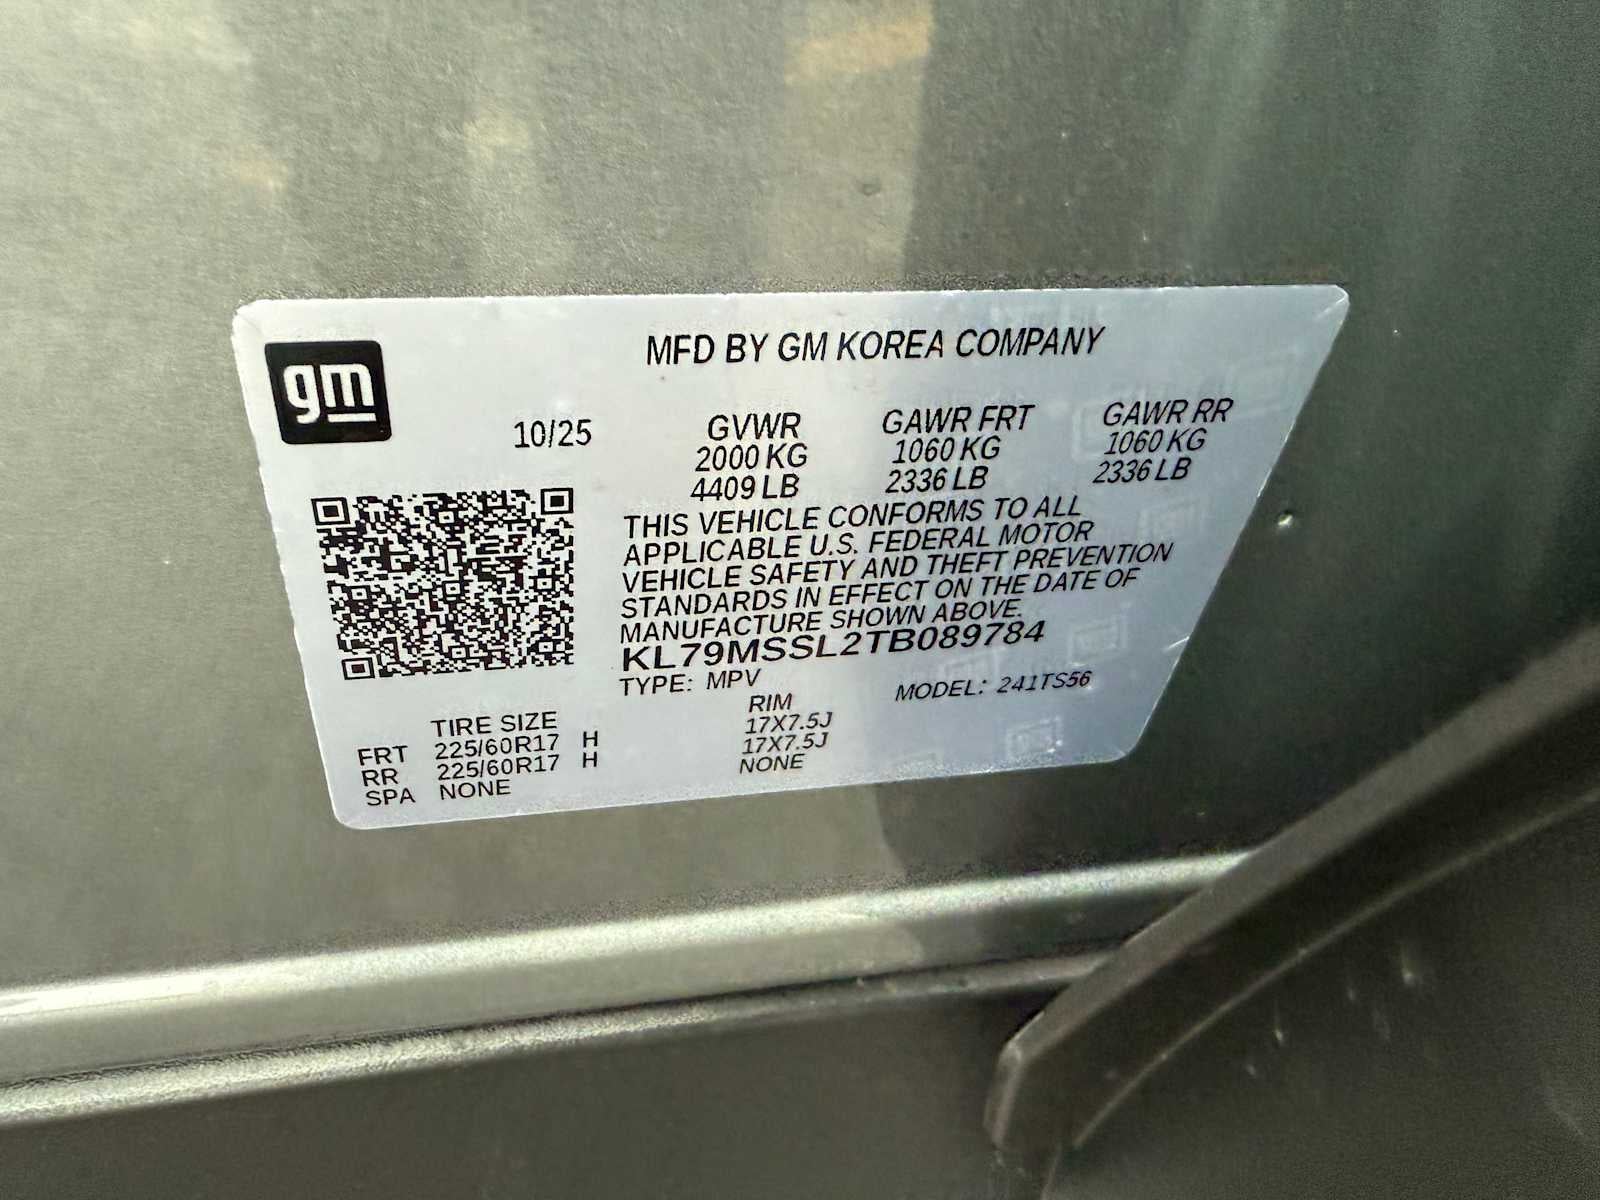 gm
MFD BY GM KOREA COMPANY
10/25 GVWR GAWR FRT GAWR RR
2000 KG 1060 KG 1060 KG
4409 LB 2336 LB 2336 LB
THIS VEHICLE CONFORMS TO ALL
APPLICABLE U.S. FEDERAL MOTOR
VEHICLE SAFETY AND THEFT PREVENTION
STANDARDS IN EFFECT ON THE DATE OF
MANUFACTURE SHOWN ABOVE.
KL79MSSL2TB089784
TYPE: MPV MODEL: 241TS56
TIRE SIZE RIM
FRT 225/60R17 H 17X7.5J
RR 225/60R17 H 17X7.5J
SPA NONE NONE